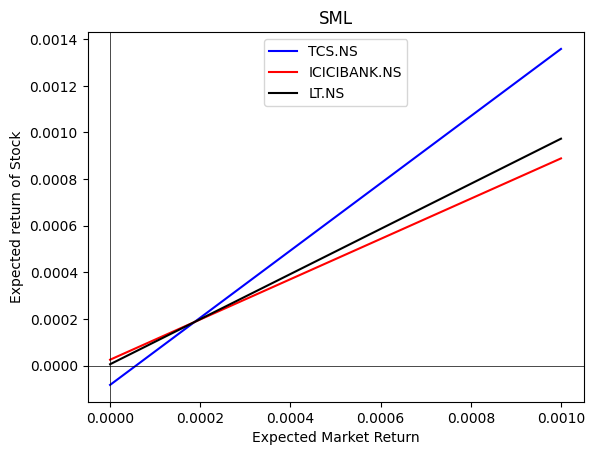 SML
TCS.NS
ICICIBANK.NS
LT.NS
Expected return of Stock
0.0014
0.0012
0.0010
0.0008
0.0006
0.0004
0.0002
0.0000
0.0000 0.0002 0.0004 0.0006 0.0008 0.0010
Expected Market Return